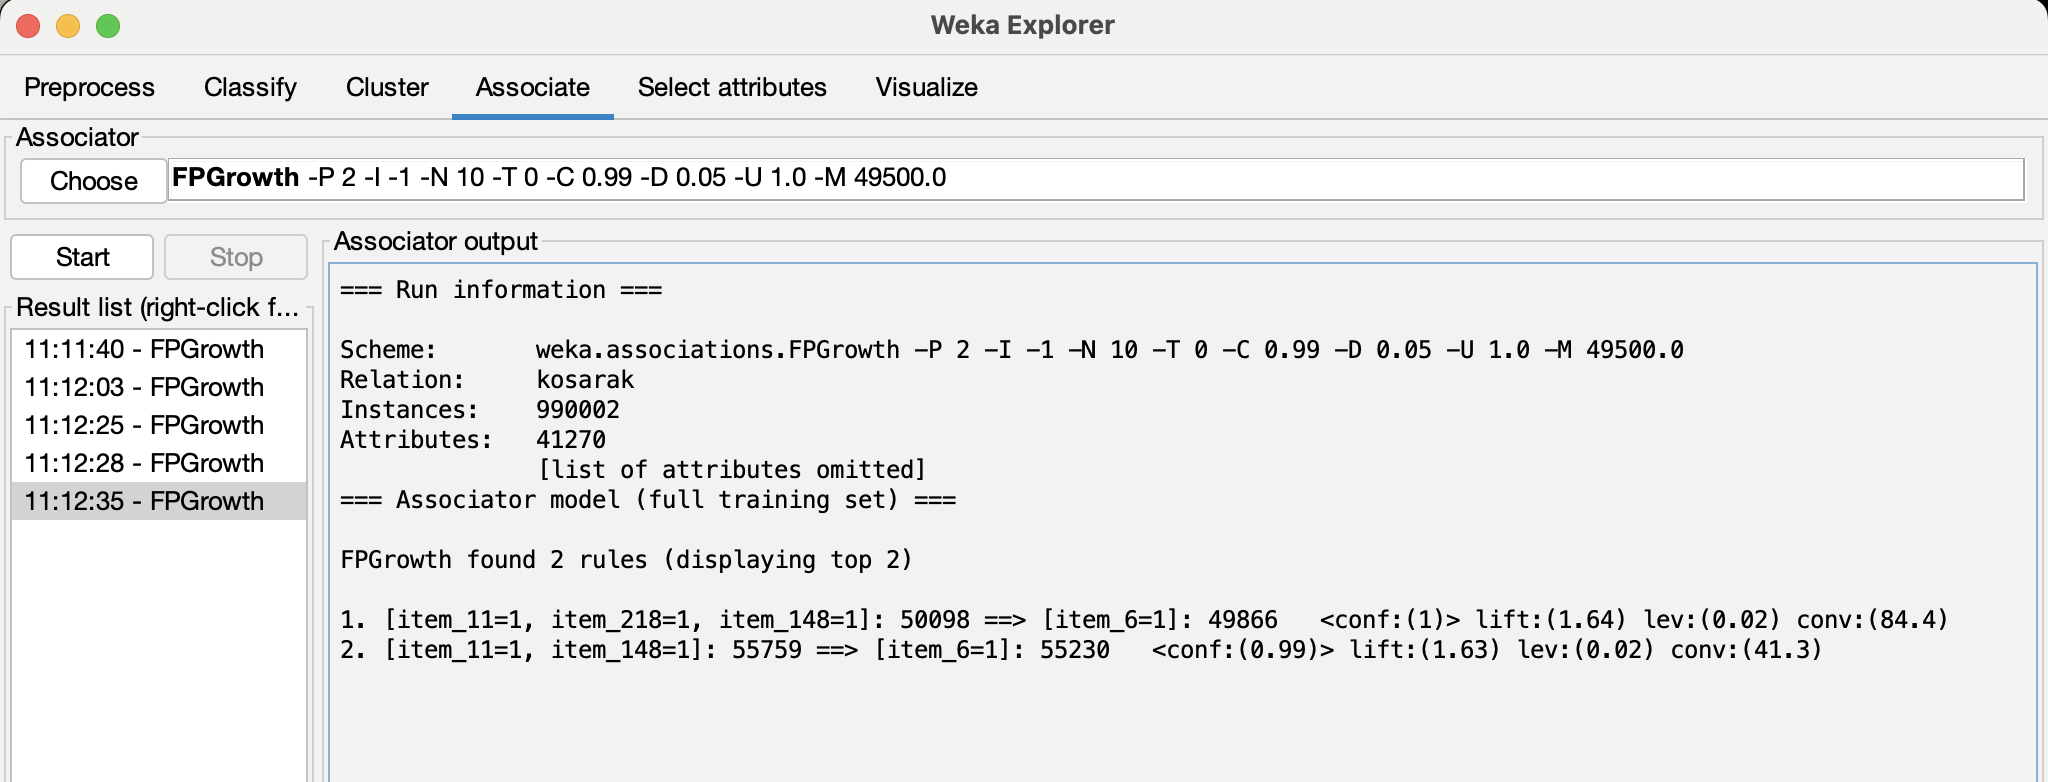 Weka Explorer
Preprocess Classify Cluster Associate Select attributes Visualize
Associator
Choose FPGrowth -P 2 -I -1 -N 10 -T 0 -C 0.99 -D 0.05 -U 1.0 -M 49500.0
Start Stop
Result list (right-click f...
11:11:40 - FPGrowth
11:12:03 - FPGrowth
11:12:25 - FPGrowth
11:12:28 - FPGrowth
11:12:35 - FPGrowth
Associator output
=== Run information ===
Scheme: weka.associations.FPGrowth -P 2 -I -1 -N 10 -T 0 -C 0.99 -D 0.05 -U 1.0 -M 49500.0
Relation: kosarak
Instances: 990002
Attributes: 41270
[list of attributes omitted]
=== Associator model (full training set) ===
FPGrowth found 2 rules (displaying top 2)
1. [item_11=1, item_218=1, item_148=1]: 50098 ==> [item_6=1]: 49866 <conf:(1)> lift:(1.64) lev:(0.02) conv:(84.4)
2. [item_11=1, item_148=1]: 55759 ==> [item_6=1]: 55230 <conf:(0.99)> lift:(1.63) lev:(0.02) conv:(41.3)